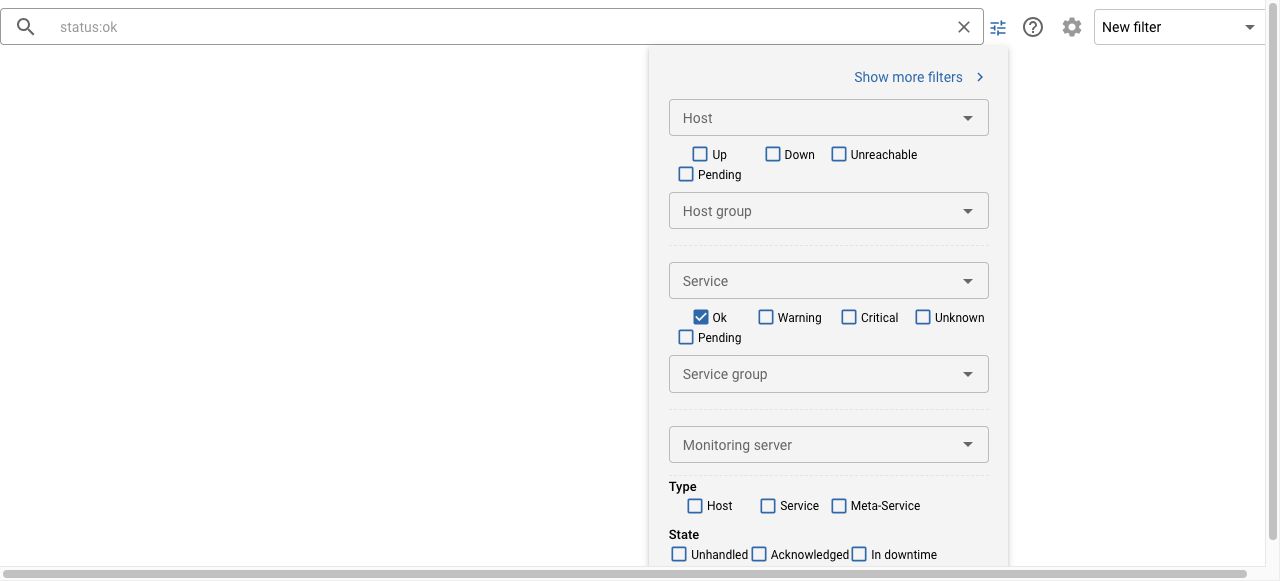 status:ok
New filter
Show more filters
Host
Up Down Unreachable
Pending
Host group
Service
Ok Warning Critical Unknown
Pending
Service group
Monitoring server
Type
Host Service Meta-Service
State
Unhandled Acknowledged In downtime